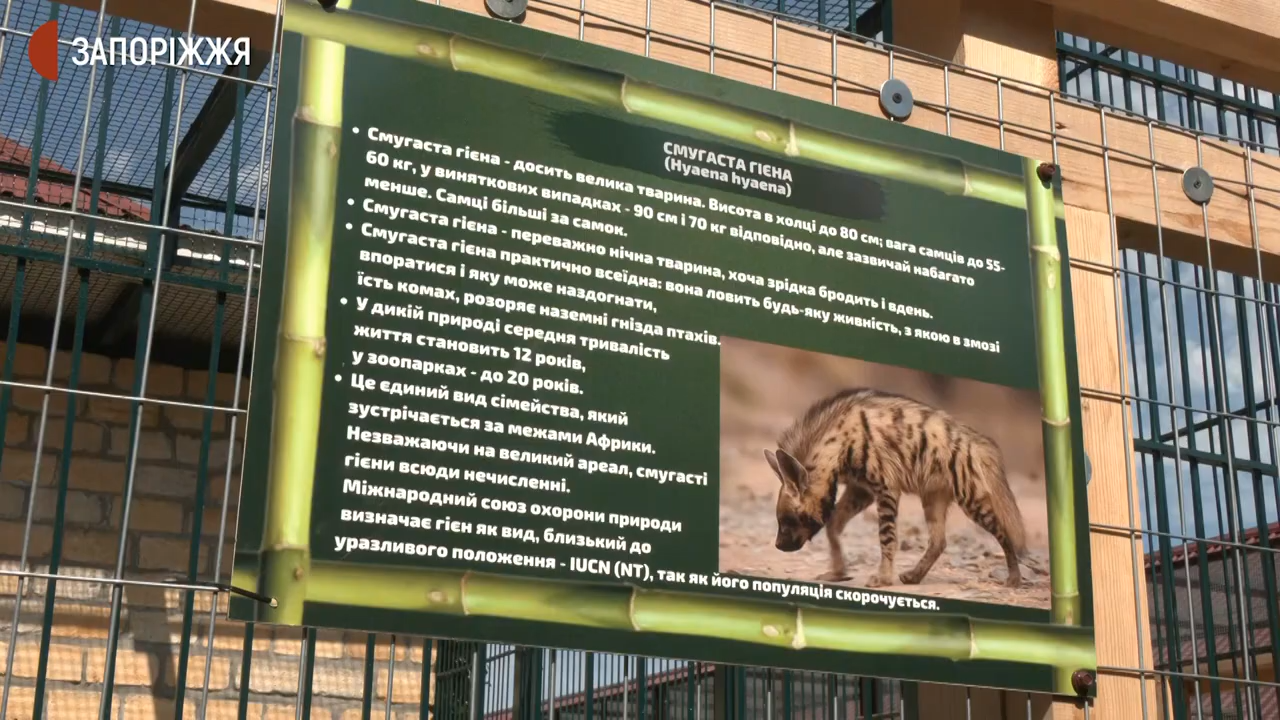 ЗАПОРІЖЖЯ
СМУГАСТА ГІЄНА
(Hyaena hyaena)
• Смугаста гієна - досить велика тварина. Висота в холці до 80 см; вага самців до 55-
60 кг, у виняткових випадках - 90 см і 70 кг відповідно, але зазвичай набагато
менше. Самці більші за самок.
• Смугаста гієна - переважно нічна тварина, хоча зрідка бродить і вдень.
• Смугаста гієна практично всеїдна: вона ловить будь-яку живність, з якою в змозі
впоратися і яку може наздогнати,
їсть комах, розоряє наземні гнізда птахів.
• У дикій природі середня тривалість
життя становить 12 років,
у зоопарках - до 20 років.
• Це єдиний вид сімейства, який
зустрічається за межами Африки.
Незважаючи на великий ареал, смугасті
гієни всюди нечисленні.
Міжнародний союз охорони природи
визначає гієн як вид, близький до
уразливого положення - IUCN (NT), так як його популяція скорочується.